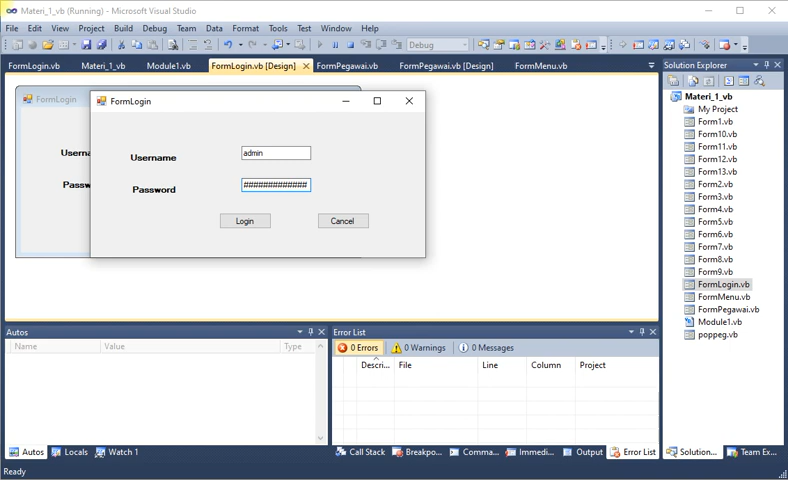 Materi_1_vb (Running) - Microsoft Visual Studio
File Edit View Project Build Debug Team Data Format Tools Test Window Help
Debug
FormLogin.vb Materi_1_vb Module1.vb FormLogin.vb [Design] FormPegawai.vb FormPegawai.vb [Design] FormMenu.vb
FormLogin
Userna
Passw
FormLogin
Username admin
Password #############
Login Cancel
Solution Explorer
Materi_1_vb
My Project
Form1.vb
Form10.vb
Form11.vb
Form12.vb
Form13.vb
Form2.vb
Form3.vb
Form4.vb
Form5.vb
Form6.vb
Form7.vb
Form8.vb
Form9.vb
FormLogin.vb
FormMenu.vb
FormPegawai.vb
Module1.vb
poppeg.vb
Autos
Name Value Type
Autos Locals Watch 1
Error List
0 Errors 0 Warnings 0 Messages
Descri... File Line Column Project
Call Stack Breakpo... Comma... Immedi... Output Error List
Solution... Team Ex...
Ready